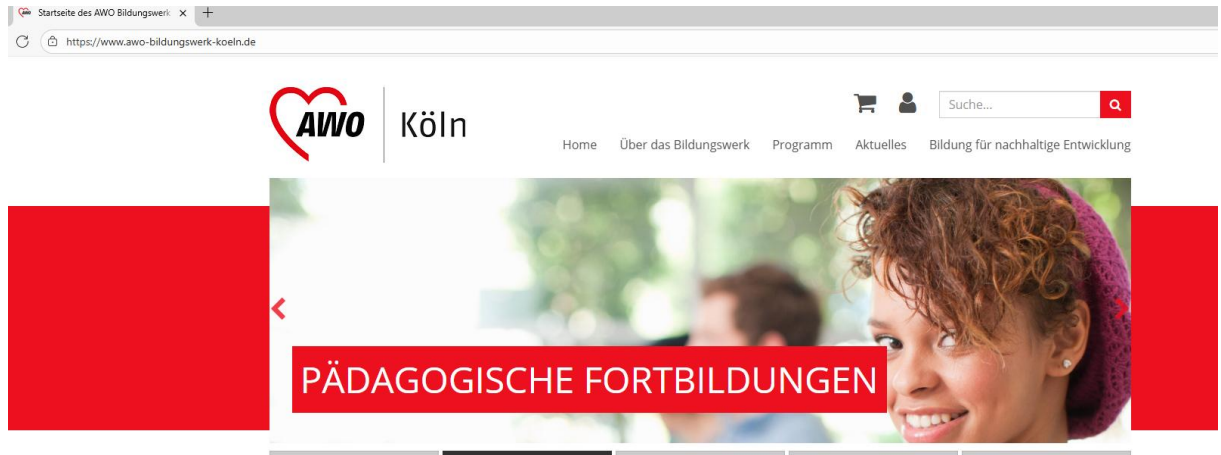 Startseite des AWO Bildungswerk
https://www.awo-bildungswerk-koeln.de
AWO Köln
Suche...
Home Über das Bildungswerk Programm Aktuelles Bildung für nachhaltige Entwicklung
PÄDAGOGISCHE FORTBILDUNGEN